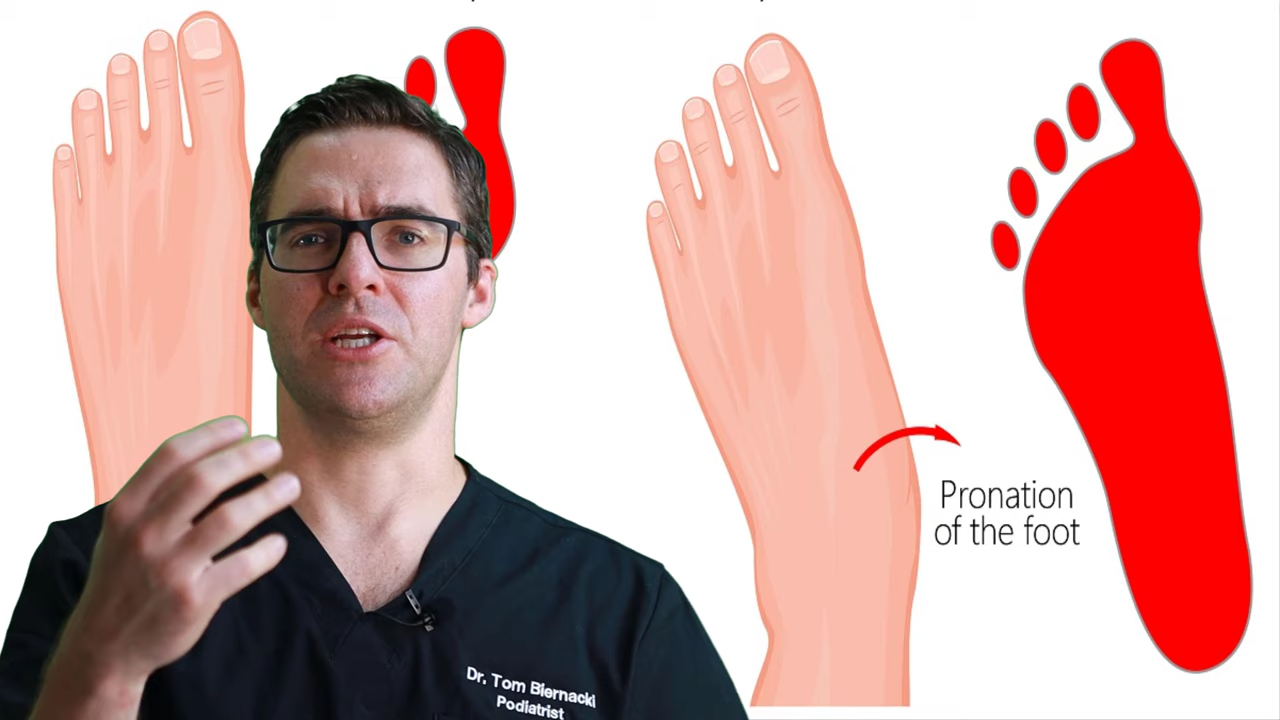 Pronation
of the foot
Dr. Tom Biernacki
Podiatrist